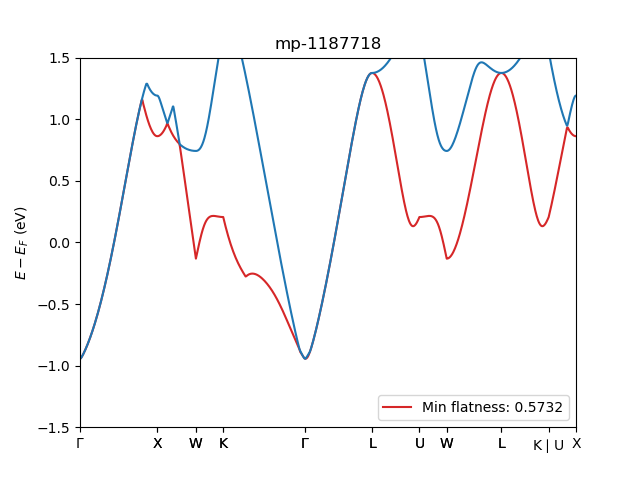 mp-1187718
E − E_F (eV)
1.5
1.0
0.5
0.0
−0.5
−1.0
−1.5
Min flatness: 0.5732
Γ X W K Γ L U W L K | U X